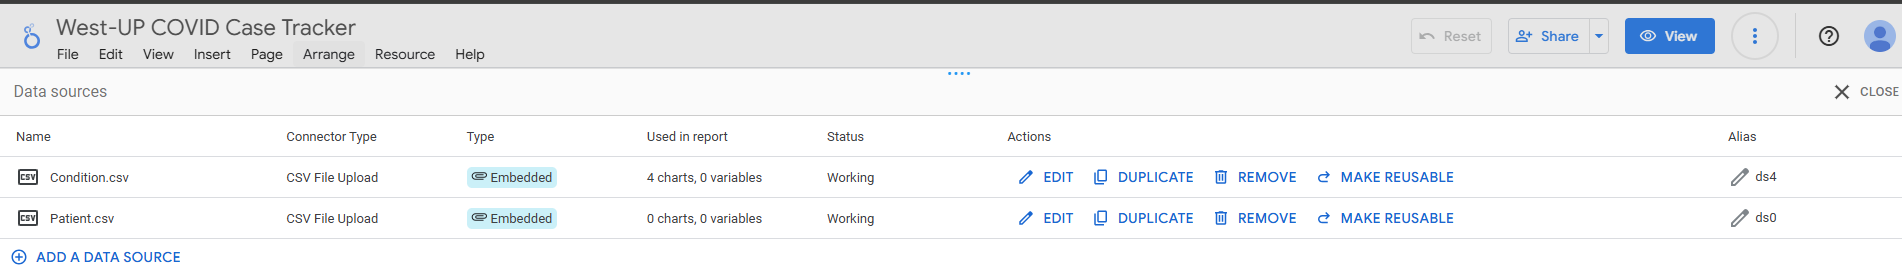 West-UP COVID Case Tracker
File Edit View Insert Page Arrange Resource Help
Reset Share View
Data sources
CLOSE
Name Connector Type Type Used in report Status Actions Alias
CSV Condition.csv CSV File Upload Embedded 4 charts, 0 variables Working EDIT DUPLICATE REMOVE MAKE REUSABLE ds4
CSV Patient.csv CSV File Upload Embedded 0 charts, 0 variables Working EDIT DUPLICATE REMOVE MAKE REUSABLE ds0
ADD A DATA SOURCE